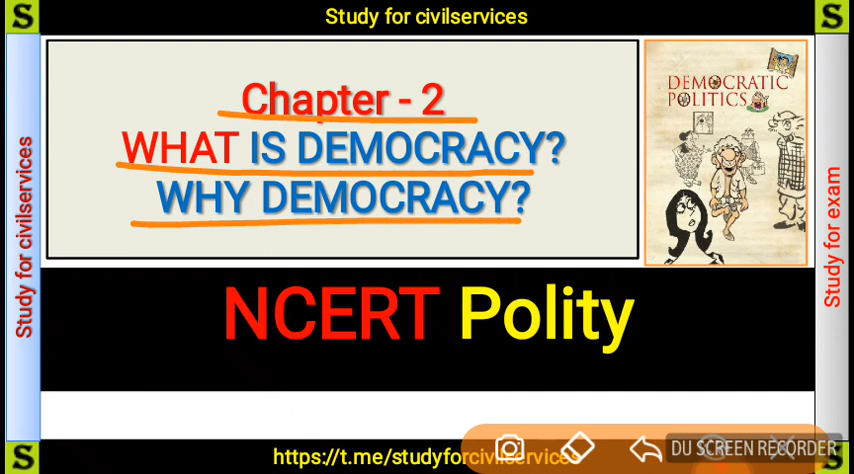 S
Study for civilservices
S
Study for civilservices
Chapter - 2
WHAT IS DEMOCRACY?
WHY DEMOCRACY?
DEMOCRATIC
POLITICS
Study for exam
NCERT Polity
S
https://t.me/studyforcivilservices
DU SCREEN RECORDER
S